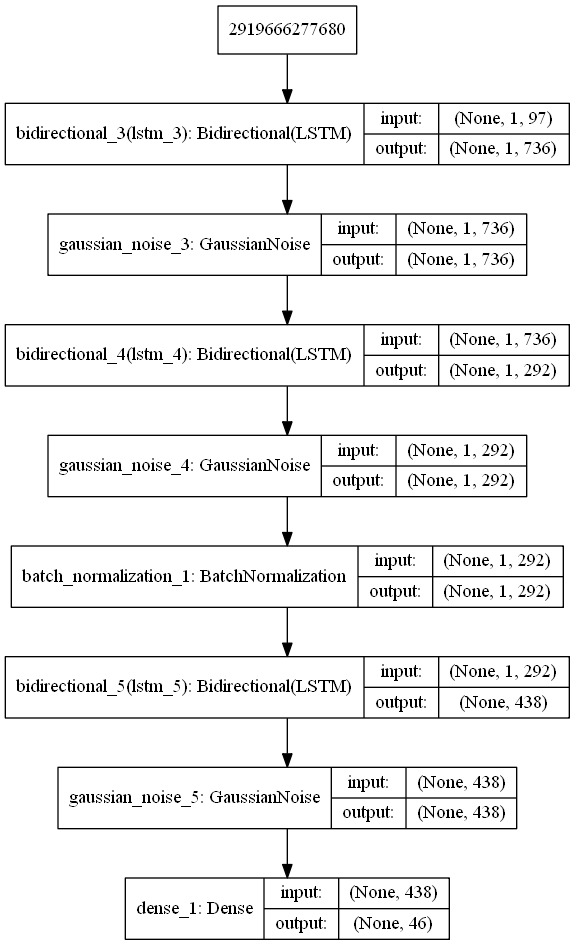 2919666277680
bidirectional_3(lstm_3): Bidirectional(LSTM)
input: (None, 1, 97)
output: (None, 1, 736)
gaussian_noise_3: GaussianNoise
input: (None, 1, 736)
output: (None, 1, 736)
bidirectional_4(lstm_4): Bidirectional(LSTM)
input: (None, 1, 736)
output: (None, 1, 292)
gaussian_noise_4: GaussianNoise
input: (None, 1, 292)
output: (None, 1, 292)
batch_normalization_1: BatchNormalization
input: (None, 1, 292)
output: (None, 1, 292)
bidirectional_5(lstm_5): Bidirectional(LSTM)
input: (None, 1, 292)
output: (None, 438)
gaussian_noise_5: GaussianNoise
input: (None, 438)
output: (None, 438)
dense_1: Dense
input: (None, 438)
output: (None, 46)